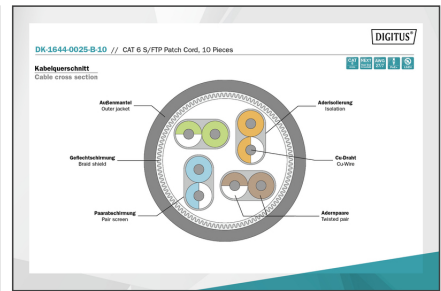 DIGITUS®
DK-1644-0025-B-10 // CAT 6 S/FTP Patch Cord, 10 Pieces
Kabelquerschnitt
Cable cross section
Außenmantel
Outer jacket
Aderisolierung
Isolation
Geflechtschirmung
Braid shield
Cu-Draht
Cu-Wire
Paarabschirmung
Pair screen
Adernpaare
Twisted pair